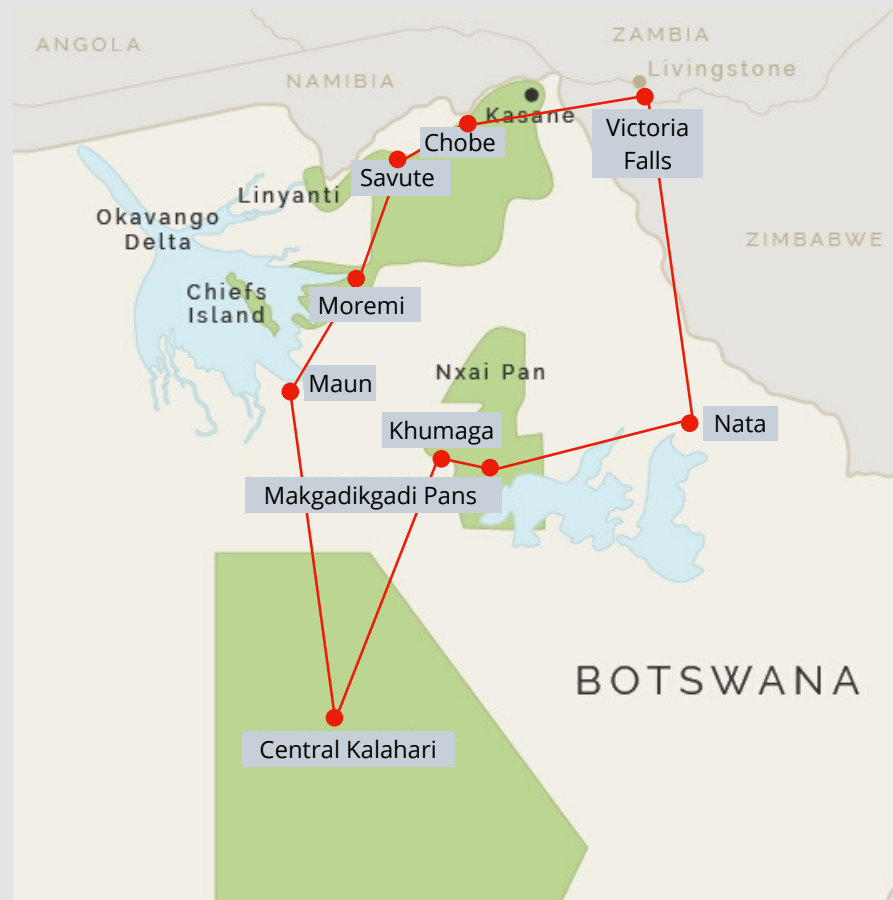 ANGOLA
ZAMBIA
Livingstone
NAMIBIA
Kasane
Victoria
Falls
Chobe
Savute
Linyanti
Okavango
Delta
ZIMBABWE
Chiefs
Island
Moremi
Nxai Pan
Maun
Khumaga
Nata
Makgadikgadi Pans
BOTSWANA
Central Kalahari